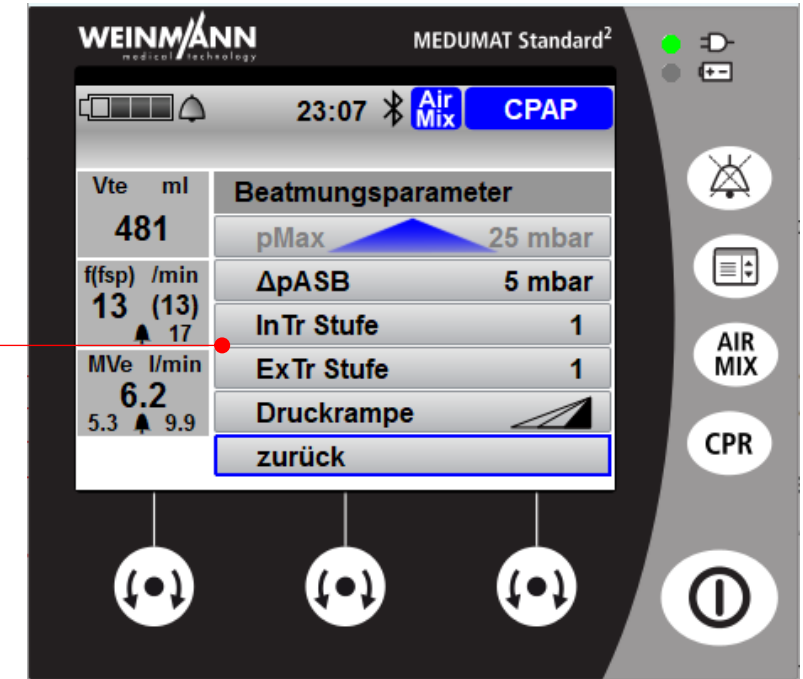 WEINMANN
medical technology
MEDUMAT Standard²
23:07
Air Mix
CPAP
Vte ml
481
f(fsp) /min
13 (13)
17
MVe l/min
6.2
5.3 9.9
Beatmungsparameter
pMax 25 mbar
ΔpASB 5 mbar
InTr Stufe 1
ExTr Stufe 1
Druckrampe
zurück
AIR
MIX
CPR